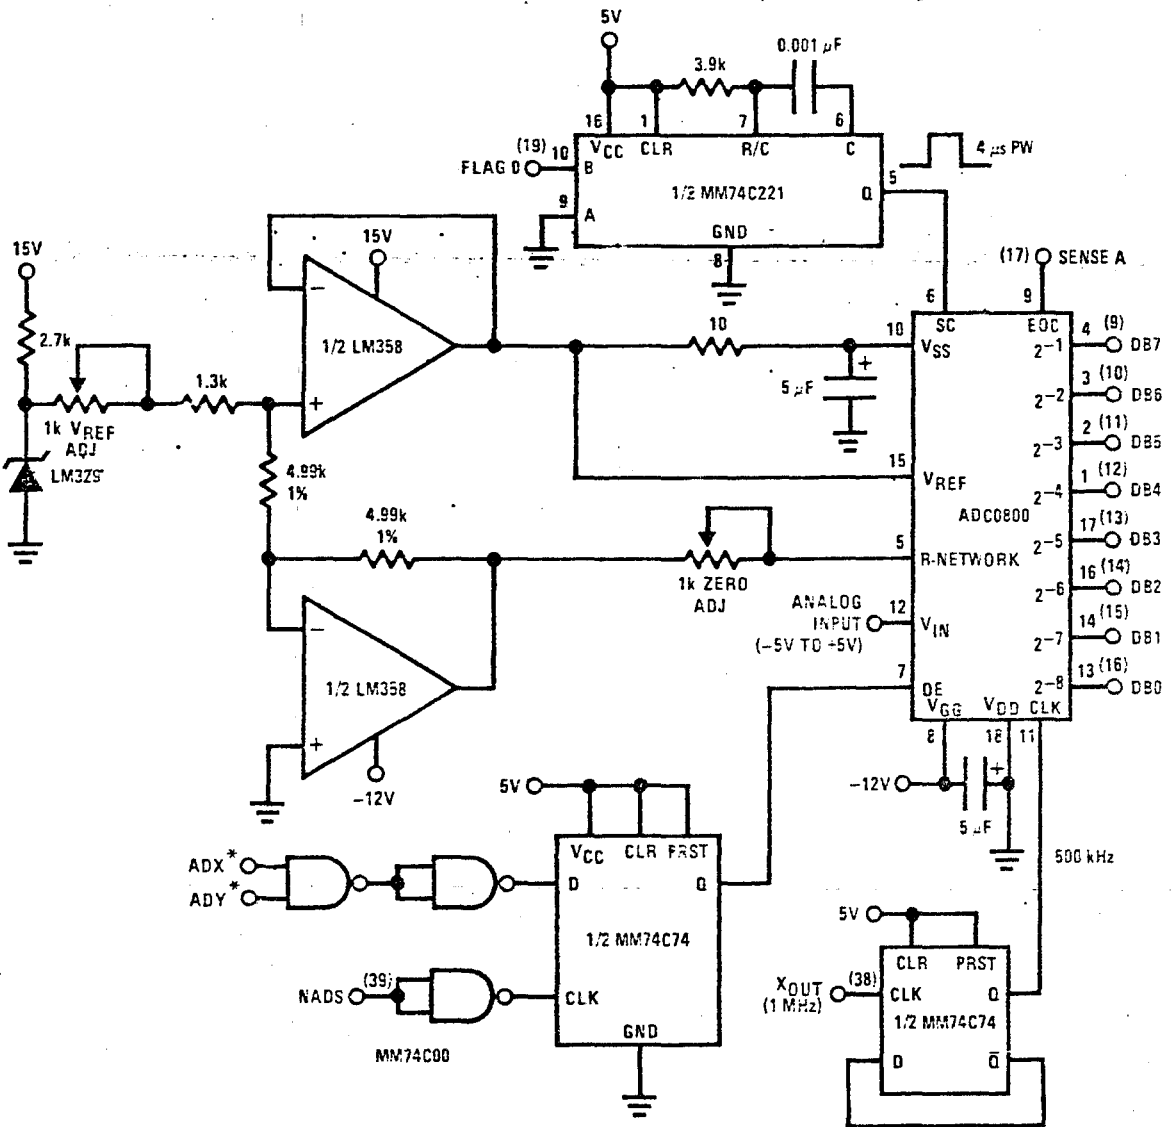 5V
0.001 µF
3.9k
16 1 7 6
VCC CLR R/C C
(19) 10 B
FLAG 0
4 µs PW
1/2 MM74C221
5
Q
9 A
GND
8
15V
15V
(17) SENSE A
6 9
SC EOC
2.7k
−
1/2 LM358
10
10 VSS
2-1 4 (9) DB7
1.3k
+
+
5 µF
2-2 3 (10) DB6
1k VREF
ADJ
LM329
2-3 2 (11) DB5
4.99k
1%
15
VREF
2-4 1 (12) DB4
ADC0800
4.99k
1%
2-5 17 (13) DB3
5 R-NETWORK
1k ZERO
ADJ
2-6 16 (14) DB2
ANALOG
INPUT
(−5V TO +5V)
12 VIN
−
2-7 14 (15) DB1
1/2 LM358
7
OE
2-8 13 (16) DB0
VGG VDD CLK
8 18 11
+
−12V
5V
−12V
+
5 µF
VCC CLR PRST
500 kHz
ADX*
ADY*
D Q
5V
1/2 MM74C74
CLR PRST
NADS (39)
CLK
XOUT
(1 MHz)
(38) CLK Q
1/2 MM74C74
GND
MM74C00
D Q̄